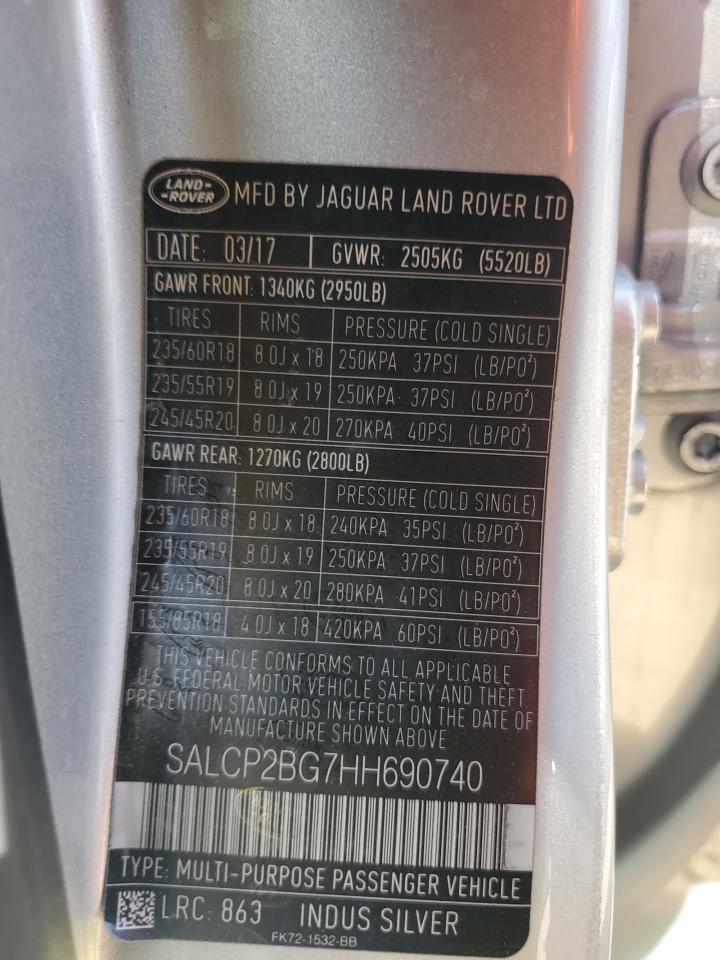 LAND-
-ROVER
MFD BY JAGUAR LAND ROVER LTD
DATE: 03/17 GVWR: 2505KG (5520LB)
GAWR FRONT: 1340KG (2950LB)
TIRES RIMS PRESSURE (COLD SINGLE)
235/60R18 8.0J x 18 250KPA 37PSI (LB/PO²)
235/55R19 8.0J x 19 250KPA 37PSI (LB/PO²)
245/45R20 8.0J x 20 270KPA 40PSI (LB/PO²)
GAWR REAR: 1270KG (2800LB)
TIRES RIMS PRESSURE (COLD SINGLE)
235/60R18 8.0J x 18 240KPA 35PSI (LB/PO²)
235/55R19 8.0J x 19 250KPA 37PSI (LB/PO²)
245/45R20 8.0J x 20 280KPA 41PSI (LB/PO²)
155/85R18 4.0J x 18 420KPA 60PSI (LB/PO²)
THIS VEHICLE CONFORMS TO ALL APPLICABLE
U.S. FEDERAL MOTOR VEHICLE SAFETY AND THEFT
PREVENTION STANDARDS IN EFFECT ON THE DATE OF
MANUFACTURE SHOWN ABOVE
SALCP2BG7HH690740
TYPE: MULTI-PURPOSE PASSENGER VEHICLE
LRC: 863 INDUS SILVER
FK72-1532-BB